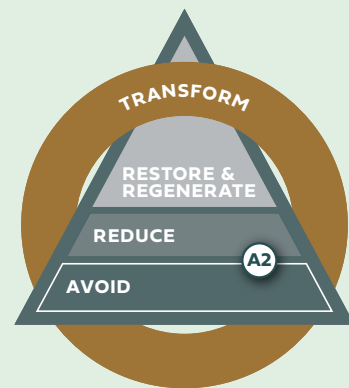 TRANSFORM
RESTORE &
REGENERATE
REDUCE
A2
AVOID